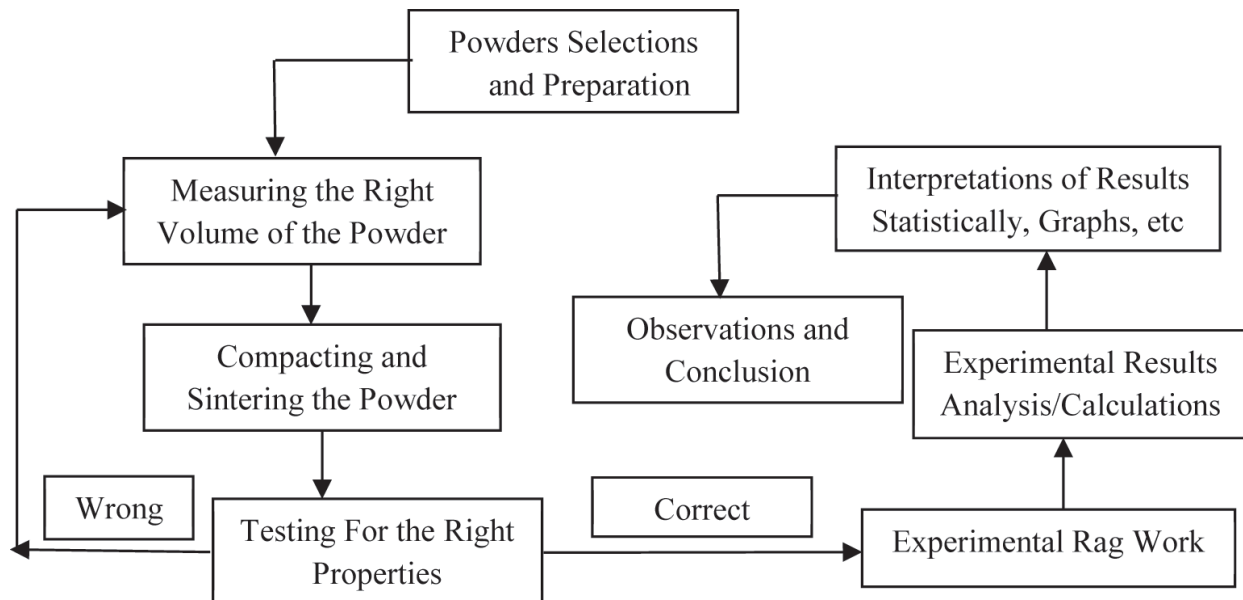 Powders Selections
and Preparation
Measuring the Right
Volume of the Powder
Compacting and
Sintering the Powder
Wrong
Testing For the Right
Properties
Correct
Experimental Rag Work
Experimental Results
Analysis/Calculations
Interpretations of Results
Statistically, Graphs, etc
Observations and
Conclusion